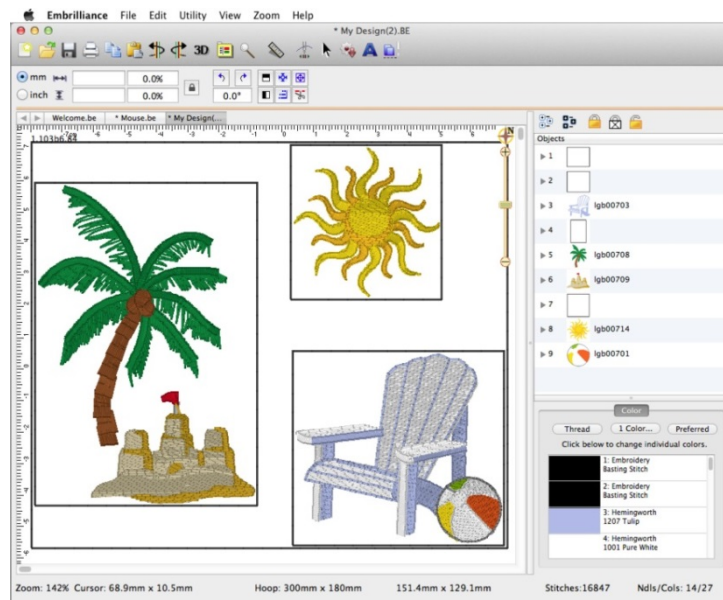 Embrilliance File Edit Utility View Zoom Help
* My Design(2).BE
3D A
mm 0.0%
inch 0.0% 0.0°
Welcome.be * Mouse.be * My Design(...
N
Objects
1
2
3 lgb00703
4
5 lgb00708
6 lgb00709
7
8 lgb00714
9 lgb00701
Color
Thread 1 Color... Preferred
Click below to change individual colors.
1: Embroidery
Basting Stitch
2: Embroidery
Basting Stitch
3: Hemingworth
1207 Tulip
4: Hemingworth
1001 Pure White
Zoom: 142% Cursor: 68.9mm x 10.5mm Hoop: 300mm x 180mm 151.4mm x 129.1mm Stitches:16847 Ndls/Cols: 14/27